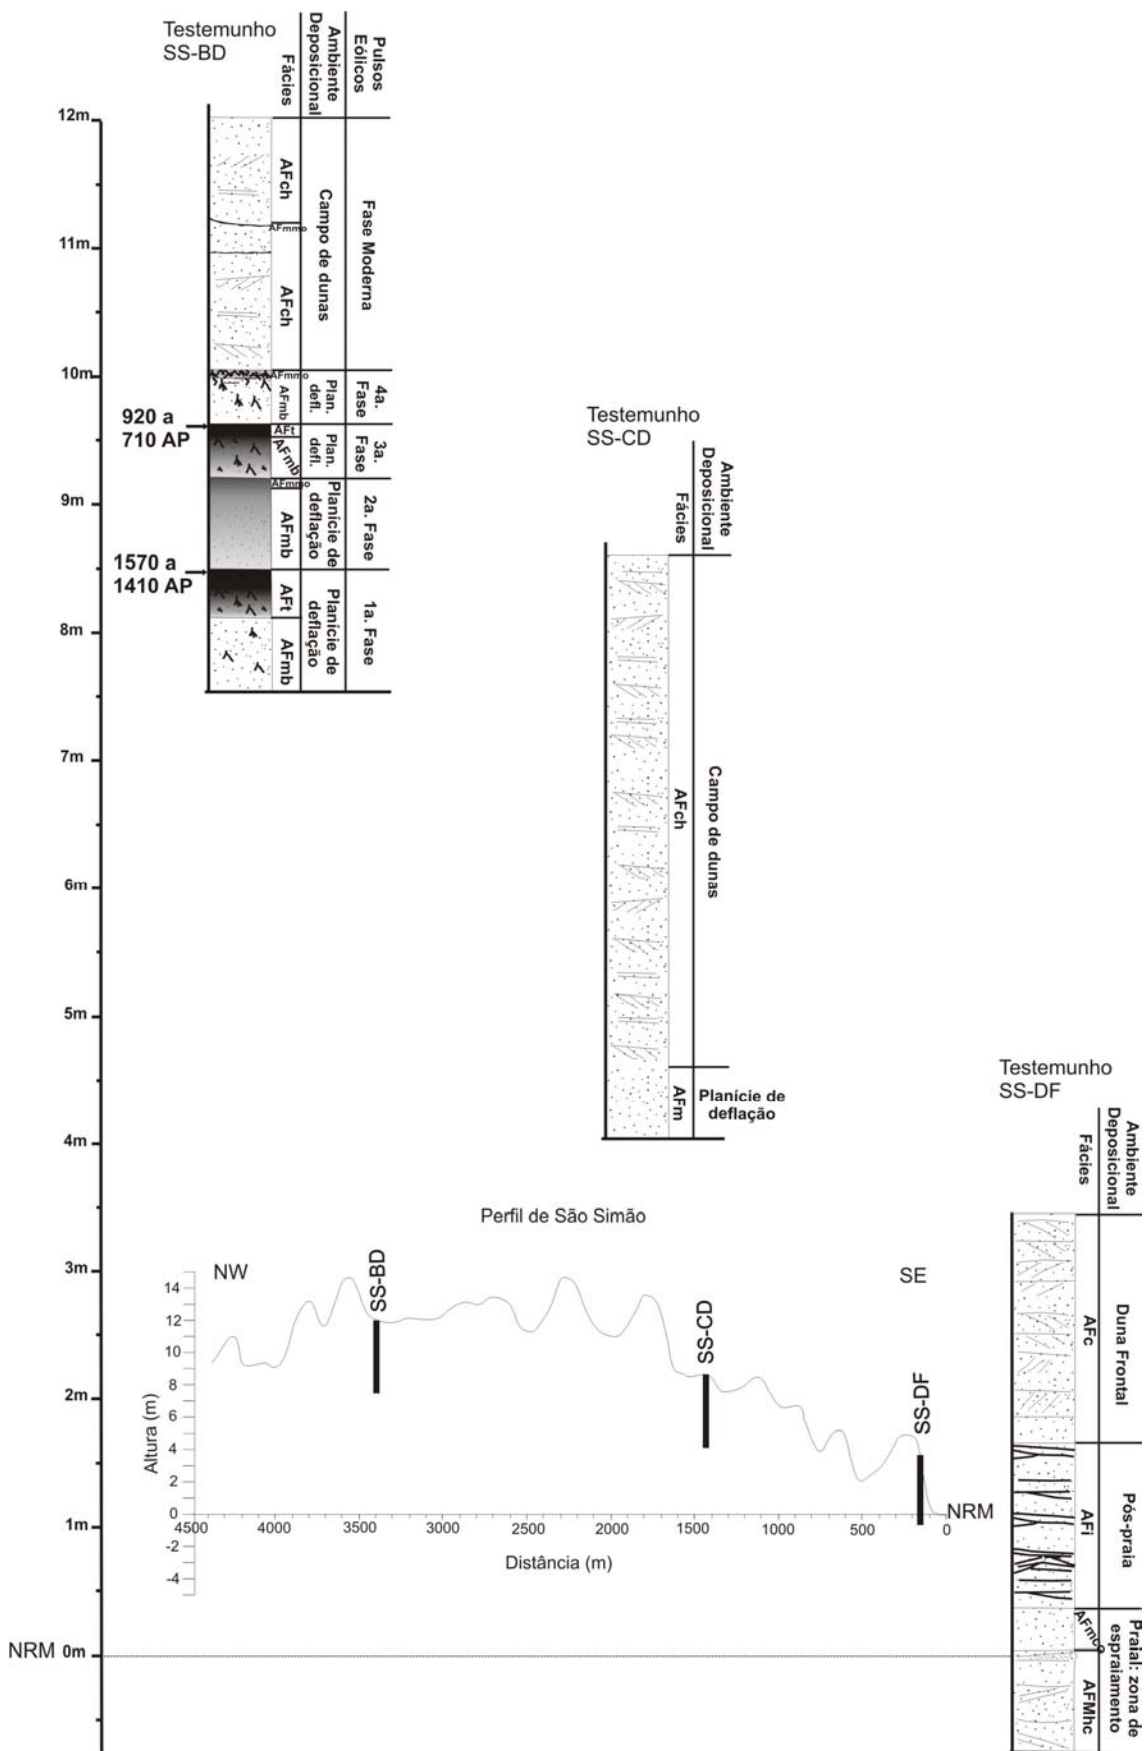 Testemunho
SS-BD
Fácies
Ambiente
Deposicional
Pulsos
Eólicos
12m
11m
10m
9m
8m
7m
6m
5m
4m
3m
2m
1m
NRM 0m
920 a
710 AP
1570 a
1410 AP
AFch
AFmmo
AFch
AFmmo
AFmb
AFt
AFmb
AFmmo
AFmb
AFt
AFmb
Campo de dunas
Plan.
defl.
Plan.
defl.
Planície de
deflação
Planície de
deflação
Fase Moderna
4a.
Fase
3a.
Fase
2a. Fase
1a. Fase
Testemunho
SS-CD
Fácies
Ambiente
Deposicional
AFch
Campo de dunas
AFm
Planície de
deflação
Testemunho
SS-DF
Fácies
Ambiente
Deposicional
AFc
Duna Frontal
AFi
Pós-praia
AFmco
AFMhc
Praial: zona de
espraiamento
Perfil de São Simão
NW
SE
SS-BD
SS-CD
SS-DF
NRM
Altura (m)
14
12
10
8
6
4
2
0
-2
-4
4500 4000 3500 3000 2500 2000 1500 1000 500 0
Distância (m)